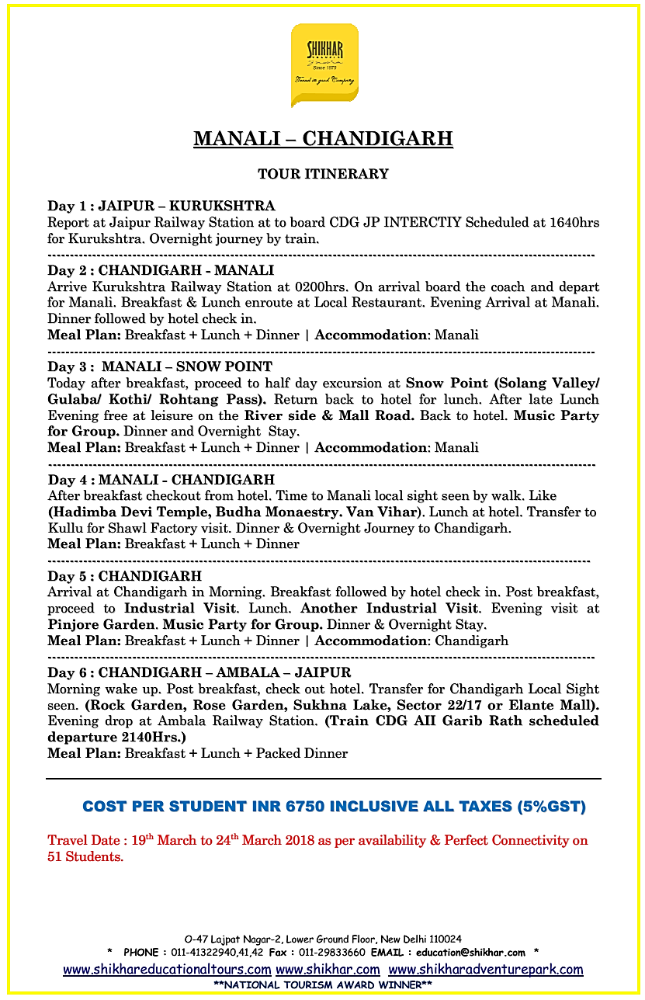 SHIKHAR
TRAVELS
Since 1979
Travel in good Company
MANALI – CHANDIGARH
TOUR ITINERARY
Day 1 : JAIPUR – KURUKSHTRA
Report at Jaipur Railway Station at to board CDG JP INTERCTIY Scheduled at 1640hrs
for Kurukshtra. Overnight journey by train.
Day 2 : CHANDIGARH - MANALI
Arrive Kurukshtra Railway Station at 0200hrs. On arrival board the coach and depart
for Manali. Breakfast & Lunch enroute at Local Restaurant. Evening Arrival at Manali.
Dinner followed by hotel check in.
Meal Plan: Breakfast + Lunch + Dinner | Accommodation: Manali
Day 3 : MANALI – SNOW POINT
Today after breakfast, proceed to half day excursion at Snow Point (Solang Valley/
Gulaba/ Kothi/ Rohtang Pass). Return back to hotel for lunch. After late Lunch
Evening free at leisure on the River side & Mall Road. Back to hotel. Music Party
for Group. Dinner and Overnight Stay.
Meal Plan: Breakfast + Lunch + Dinner | Accommodation: Manali
Day 4 : MANALI - CHANDIGARH
After breakfast checkout from hotel. Time to Manali local sight seen by walk. Like
(Hadimba Devi Temple, Budha Monaestry. Van Vihar). Lunch at hotel. Transfer to
Kullu for Shawl Factory visit. Dinner & Overnight Journey to Chandigarh.
Meal Plan: Breakfast + Lunch + Dinner
Day 5 : CHANDIGARH
Arrival at Chandigarh in Morning. Breakfast followed by hotel check in. Post breakfast,
proceed to Industrial Visit. Lunch. Another Industrial Visit. Evening visit at
Pinjore Garden. Music Party for Group. Dinner & Overnight Stay.
Meal Plan: Breakfast + Lunch + Dinner | Accommodation: Chandigarh
Day 6 : CHANDIGARH – AMBALA – JAIPUR
Morning wake up. Post breakfast, check out hotel. Transfer for Chandigarh Local Sight
seen. (Rock Garden, Rose Garden, Sukhna Lake, Sector 22/17 or Elante Mall).
Evening drop at Ambala Railway Station. (Train CDG AII Garib Rath scheduled
departure 2140Hrs.)
Meal Plan: Breakfast + Lunch + Packed Dinner
COST PER STUDENT INR 6750 INCLUSIVE ALL TAXES (5%GST)
Travel Date : 19th March to 24th March 2018 as per availability & Perfect Connectivity on
51 Students.
O-47 Lajpat Nagar-2, Lower Ground Floor, New Delhi 110024
* PHONE : 011-41322940,41,42 Fax : 011-29833660 EMAIL : education@shikhar.com *
www.shikhareducationaltours.com www.shikhar.com www.shikharadventurepark.com
**NATIONAL TOURISM AWARD WINNER**